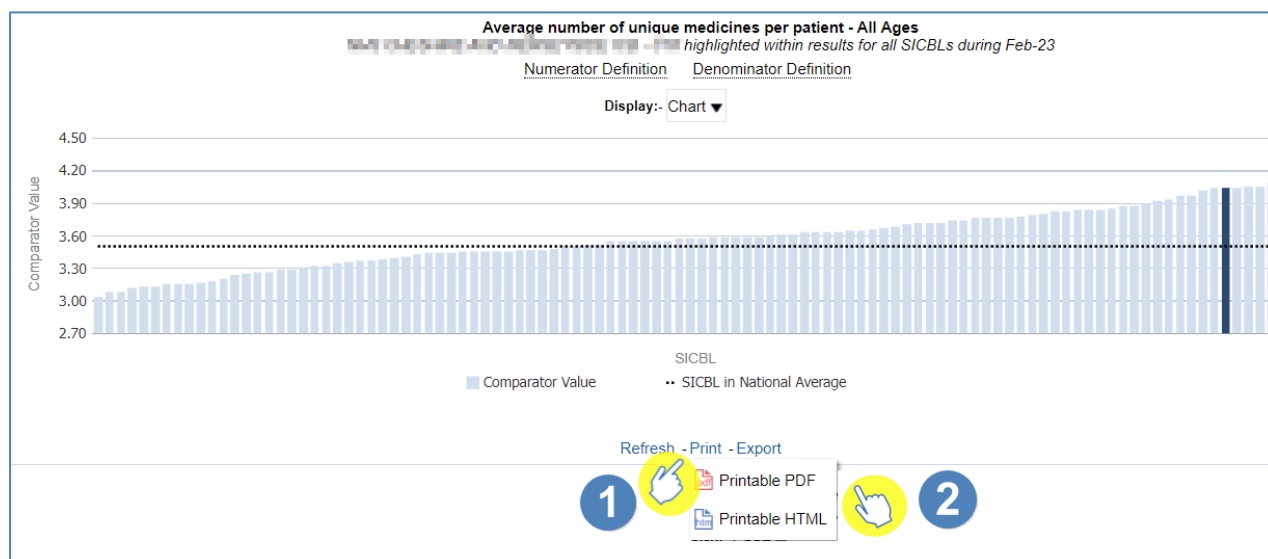 Average number of unique medicines per patient - All Ages
highlighted within results for all SICBLs during Feb-23
Numerator Definition Denominator Definition
Display:- Chart ▼
4.50
4.20
3.90
3.60
3.30
3.00
2.70
Comparator Value
SICBL
Comparator Value SICBL in National Average
Refresh - Print - Export
1
pdf Printable PDF
2
htm Printable HTML